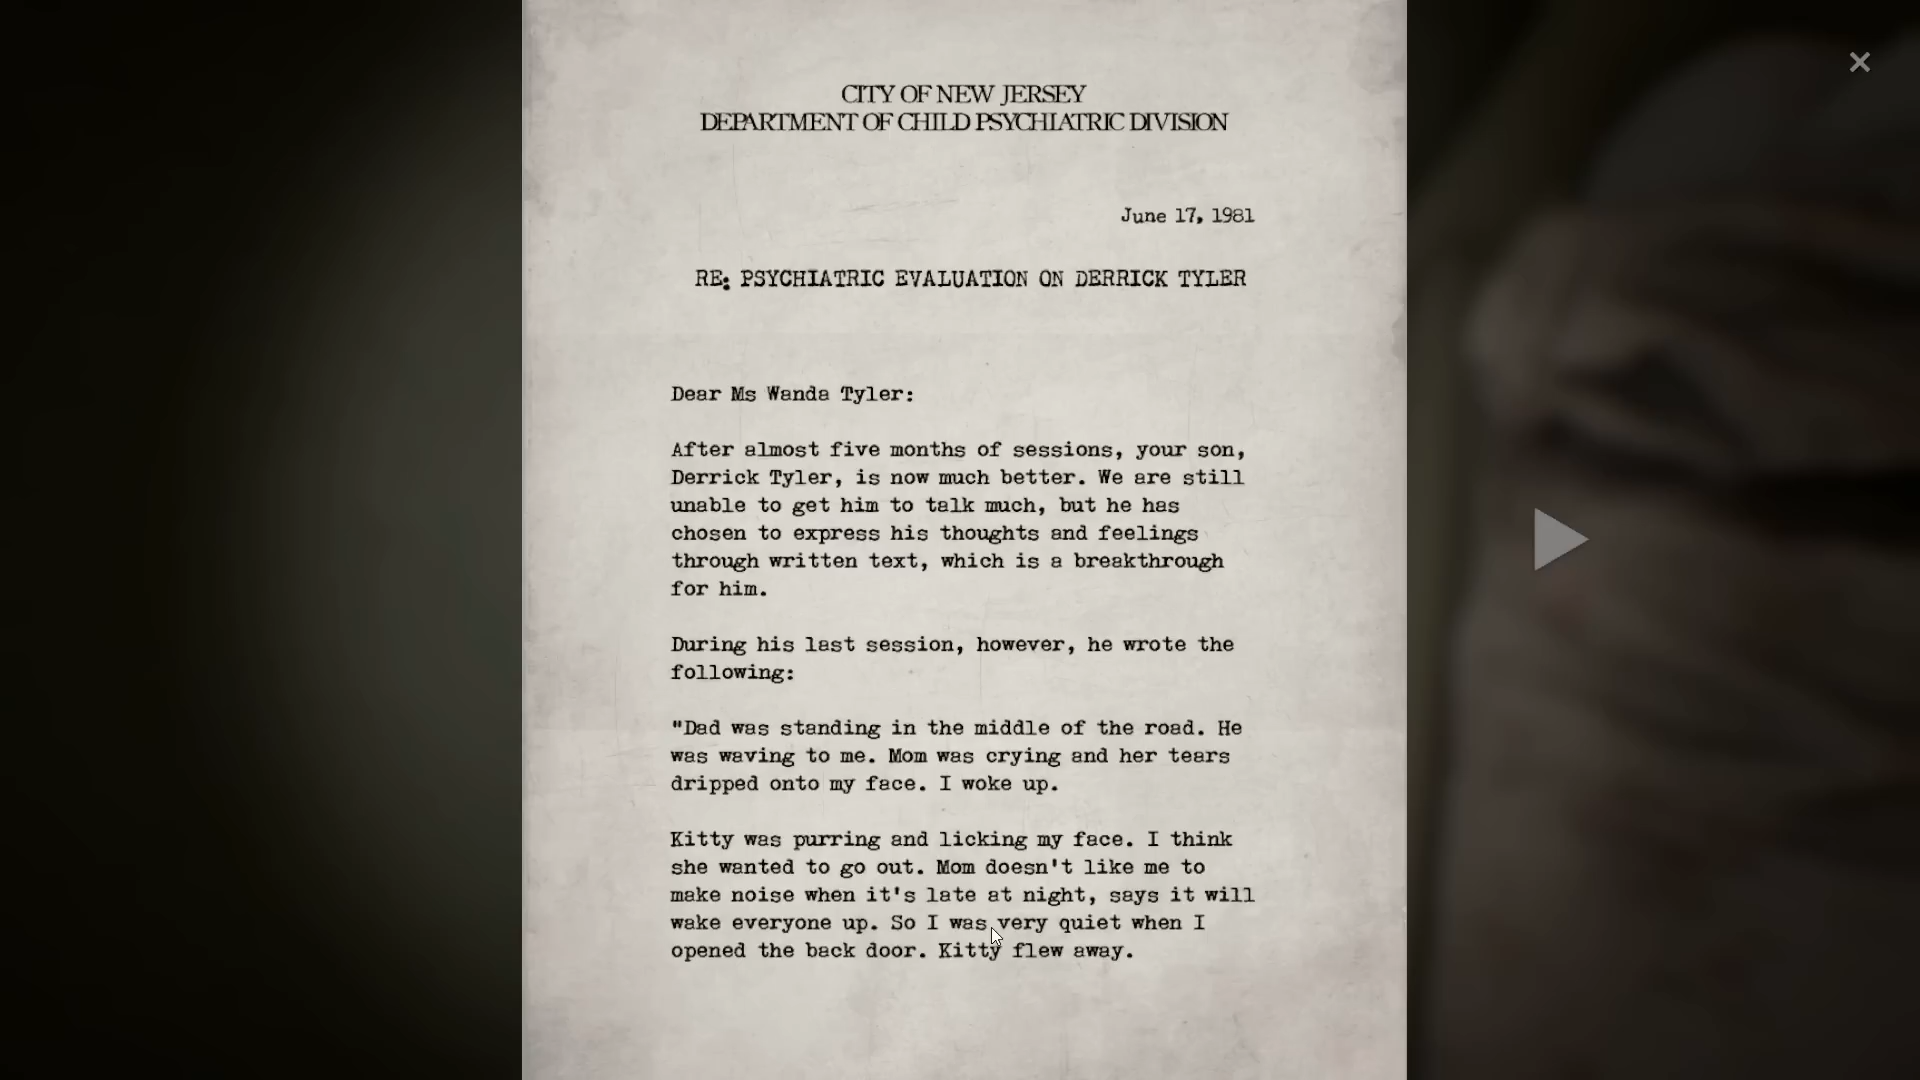 CITY OF NEW JERSEY
DEPARTMENT OF CHILD PSYCHIATRIC DIVISION
June 17, 1981
RE: PSYCHIATRIC EVALUATION ON DERRICK TYLER
Dear Ms Wanda Tyler:
After almost five months of sessions, your son,
Derrick Tyler, is now much better. We are still
unable to get him to talk much, but he has
chosen to express his thoughts and feelings
through written text, which is a breakthrough
for him.
During his last session, however, he wrote the
following:
"Dad was standing in the middle of the road. He
was waving to me. Mom was crying and her tears
dripped onto my face. I woke up.
Kitty was purring and licking my face. I think
she wanted to go out. Mom doesn't like me to
make noise when it's late at night, says it will
wake everyone up. So I was very quiet when I
opened the back door. Kitty flew away.